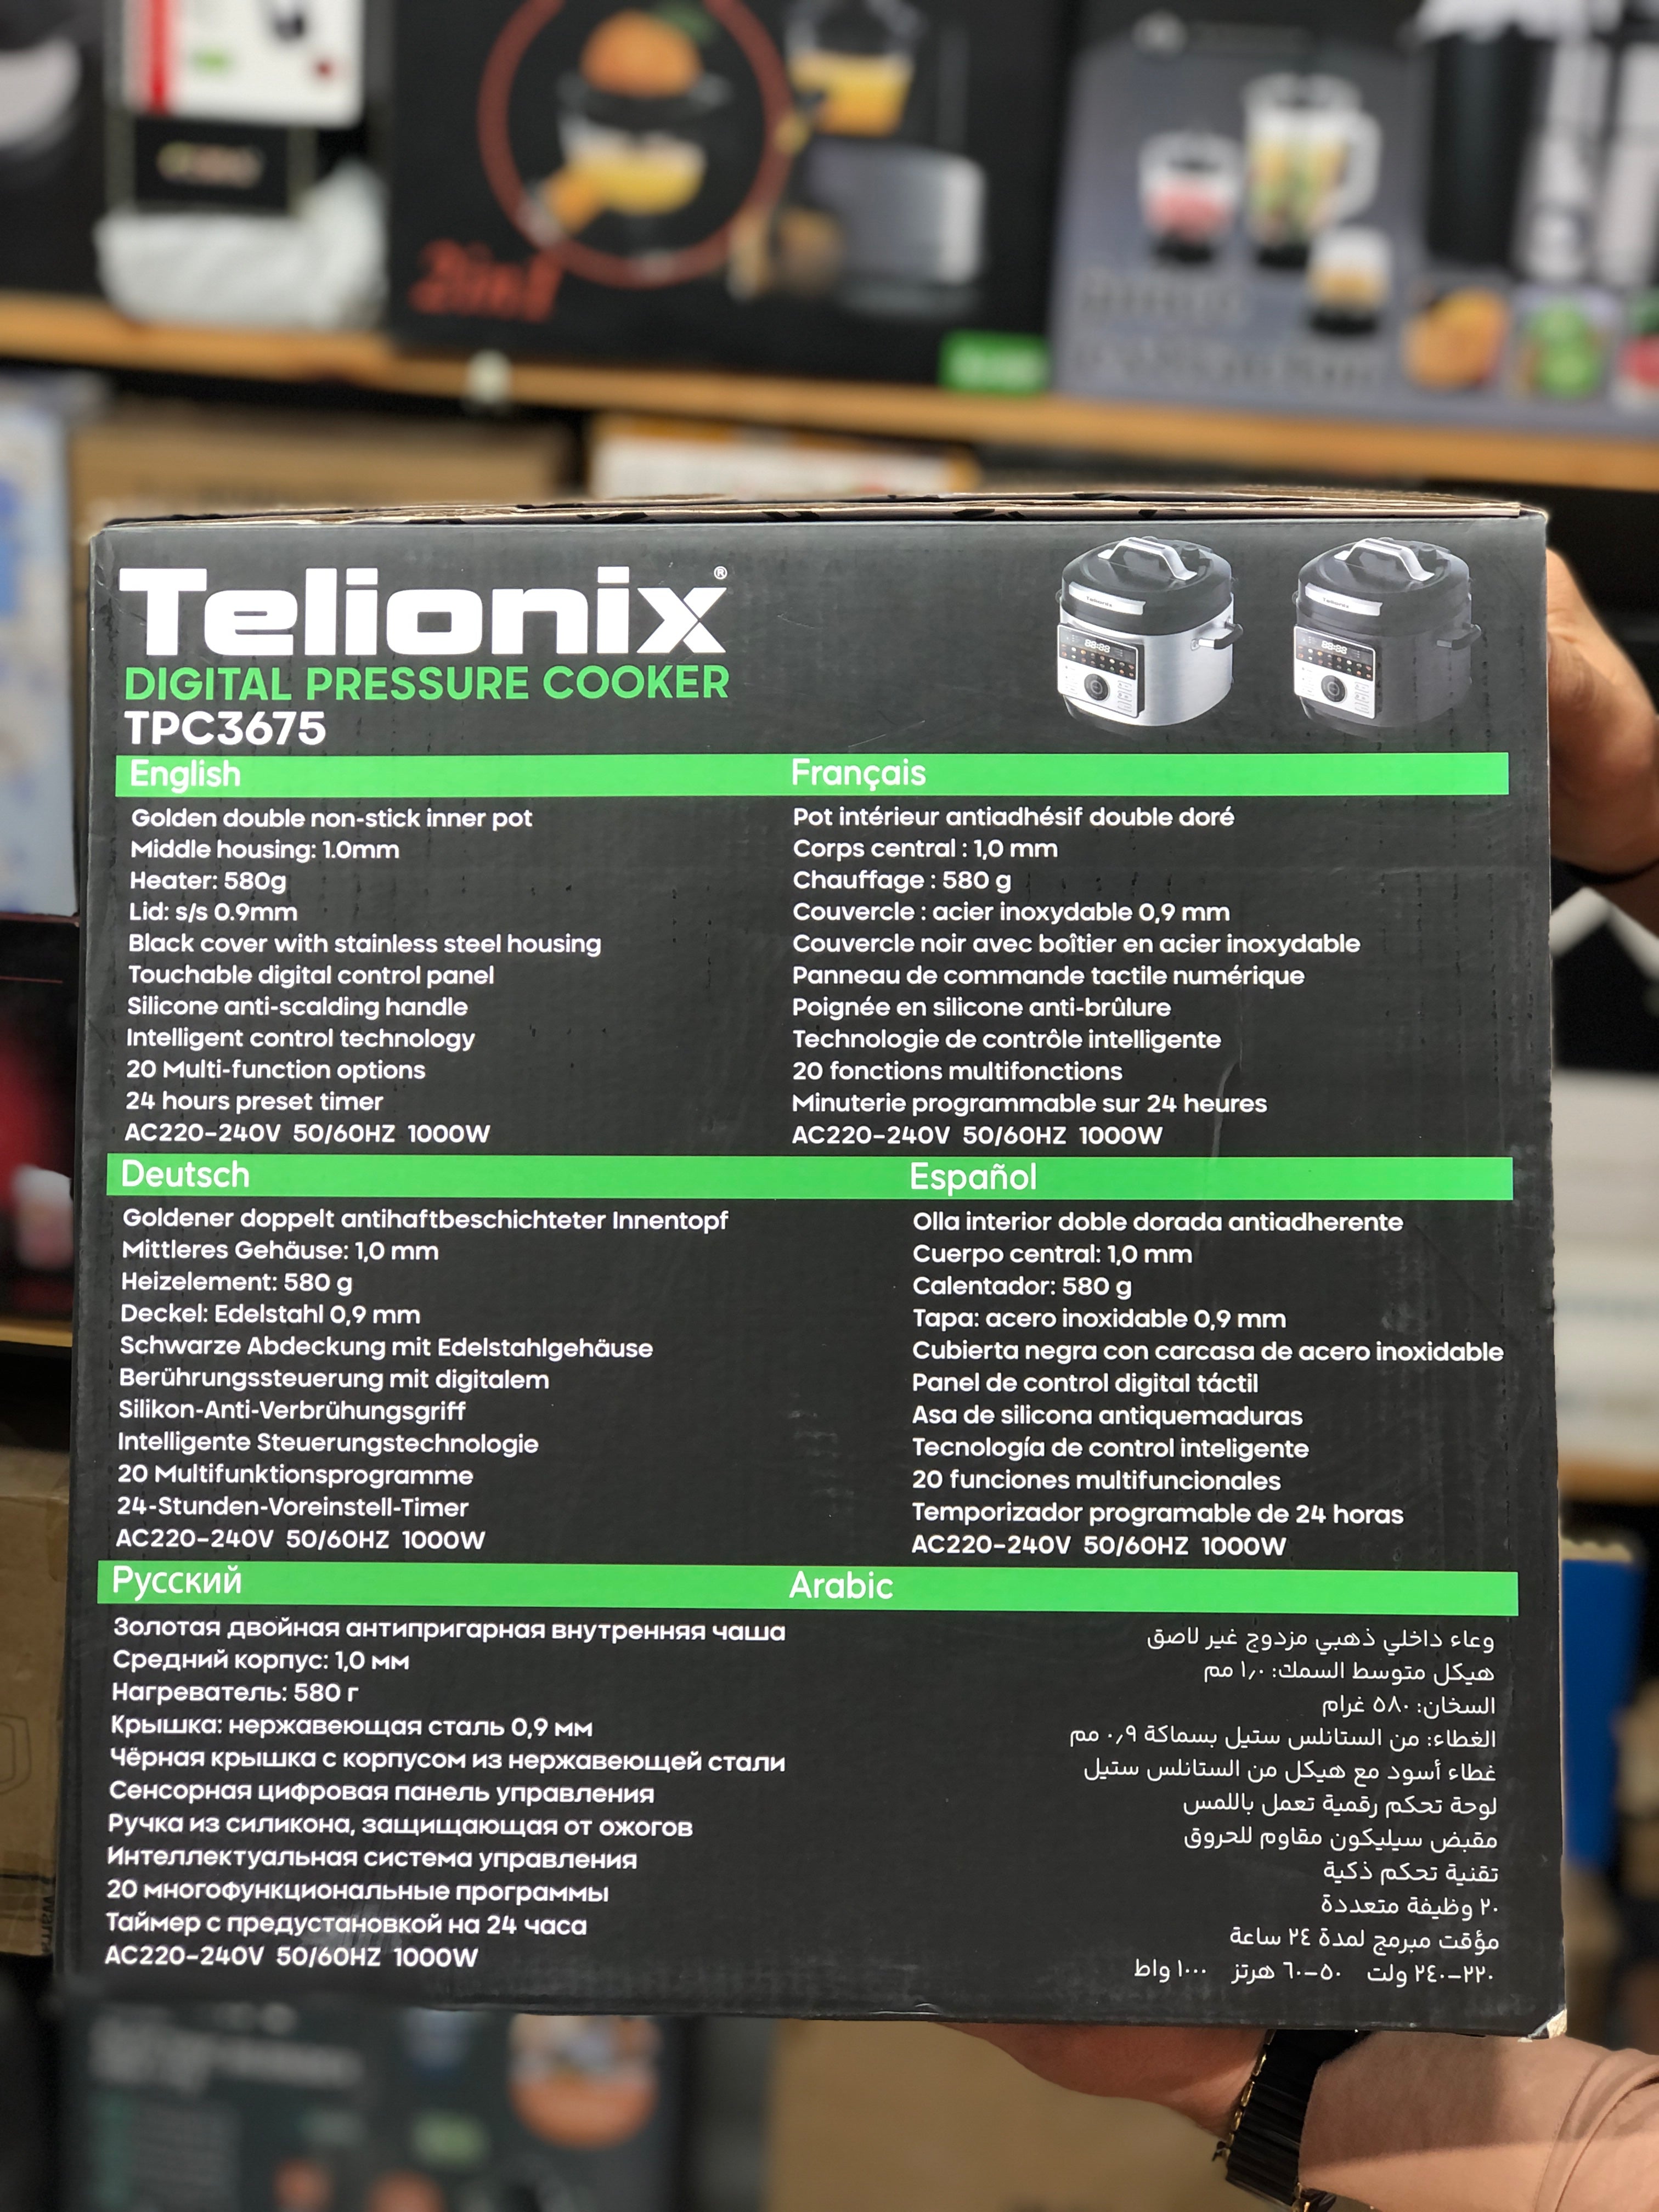 2in1
Telionix®
DIGITAL PRESSURE COOKER
TPC3675
English
Golden double non-stick inner pot
Middle housing: 1.0mm
Heater: 580g
Lid: s/s 0.9mm
Black cover with stainless steel housing
Touchable digital control panel
Silicone anti-scalding handle
Intelligent control technology
20 Multi-function options
24 hours preset timer
AC220-240V 50/60HZ 1000W
Français
Pot intérieur antiadhésif double doré
Corps central : 1,0 mm
Chauffage : 580 g
Couvercle : acier inoxydable 0,9 mm
Couvercle noir avec boîtier en acier inoxydable
Panneau de commande tactile numérique
Poignée en silicone anti-brûlure
Technologie de contrôle intelligente
20 fonctions multifonctions
Minuterie programmable sur 24 heures
AC220-240V 50/60HZ 1000W
Deutsch
Goldener doppelt antihaftbeschichteter Innentopf
Mittleres Gehäuse: 1,0 mm
Heizelement: 580 g
Deckel: Edelstahl 0,9 mm
Schwarze Abdeckung mit Edelstahlgehäuse
Berührungssteuerung mit digitalem
Silikon-Anti-Verbrühungsgriff
Intelligente Steuerungstechnologie
20 Multifunktionsprogramme
24-Stunden-Voreinstell-Timer
AC220-240V 50/60HZ 1000W
Español
Olla interior doble dorada antiadherente
Cuerpo central: 1,0 mm
Calentador: 580 g
Tapa: acero inoxidable 0,9 mm
Cubierta negra con carcasa de acero inoxidable
Panel de control digital táctil
Asa de silicona antiquemaduras
Tecnología de control inteligente
20 funciones multifuncionales
Temporizador programable de 24 horas
AC220-240V 50/60HZ 1000W
Русский
Золотая двойная антипригарная внутренняя чаша
Средний корпус: 1,0 мм
Нагреватель: 580 г
Крышка: нержавеющая сталь 0,9 мм
Чёрная крышка с корпусом из нержавеющей стали
Сенсорная цифровая панель управления
Ручка из силикона, защищающая от ожогов
Интеллектуальная система управления
20 многофункциональные программы
Таймер с предустановкой на 24 часа
AC220-240V 50/60HZ 1000W
Arabic
وعاء داخلي ذهبي مزدوج غير لاصق
هيكل متوسط السمك: ١٫٠ مم
السخان: ٥٨٠ غرام
الغطاء: من الستانلس ستيل بسماكة ٠٫٩ مم
غطاء أسود مع هيكل من الستانلس ستيل
لوحة تحكم رقمية تعمل باللمس
مقبض سيليكون مقاوم للحروق
تقنية تحكم ذكية
٢٠ وظيفة متعددة
مؤقت مبرمج لمدة ٢٤ ساعة
٢٢٠-٢٤٠ ولت ٥٠-٦٠ هرتز ١٠٠٠ واط